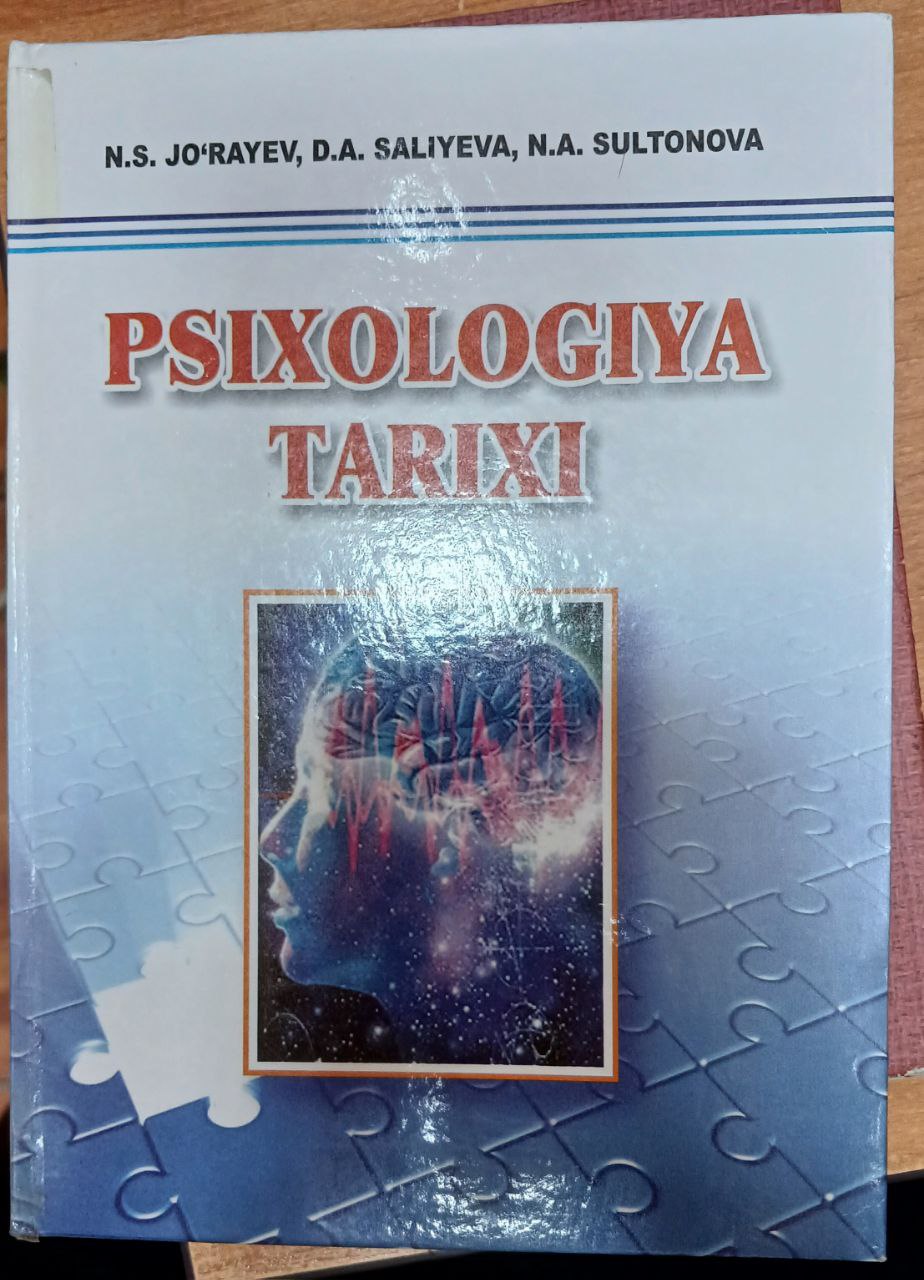 N.S. JO‘RAYEV, D.A. SALIYEVA, N.A. SULTONOVA
PSIXOLOGIYA
TARIXI